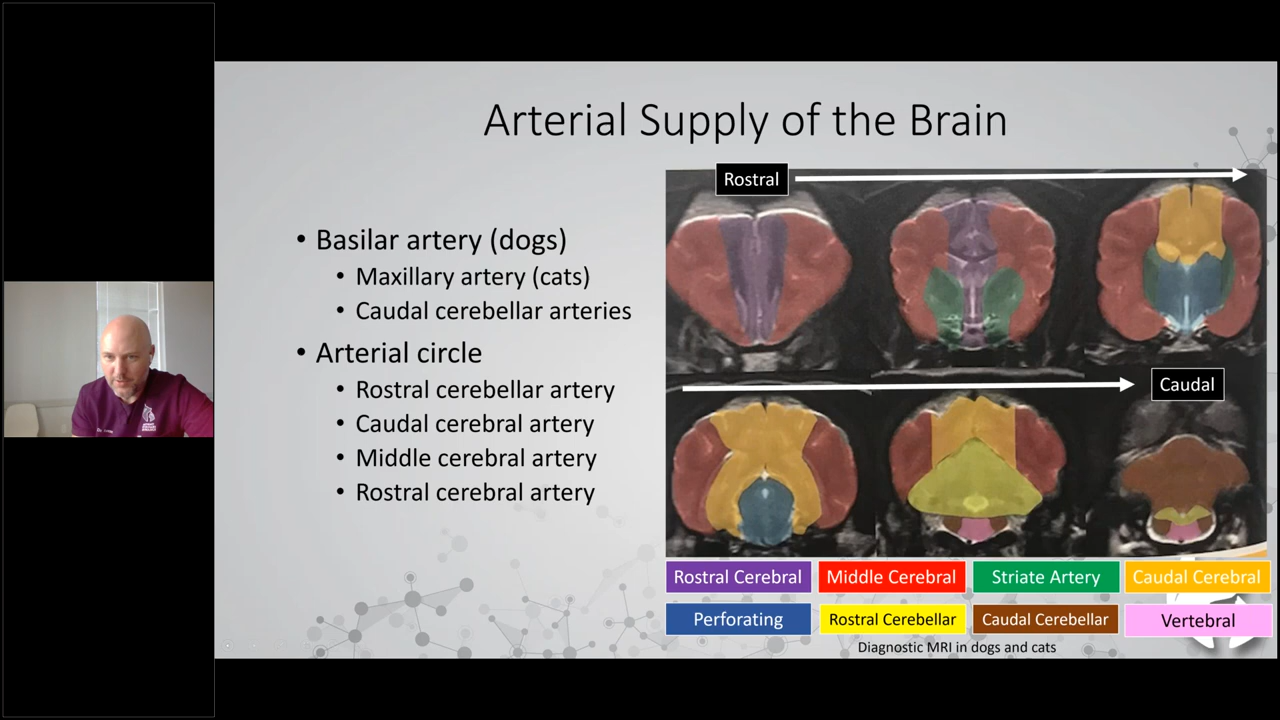 Arterial Supply of the Brain
• Basilar artery (dogs)
• Maxillary artery (cats)
• Caudal cerebellar arteries
• Arterial circle
• Rostral cerebellar artery
• Caudal cerebral artery
• Middle cerebral artery
• Rostral cerebral artery
Rostral
Caudal
Rostral Cerebral
Middle Cerebral
Striate Artery
Caudal Cerebral
Perforating
Rostral Cerebellar
Caudal Cerebellar
Vertebral
Diagnostic MRI in dogs and cats